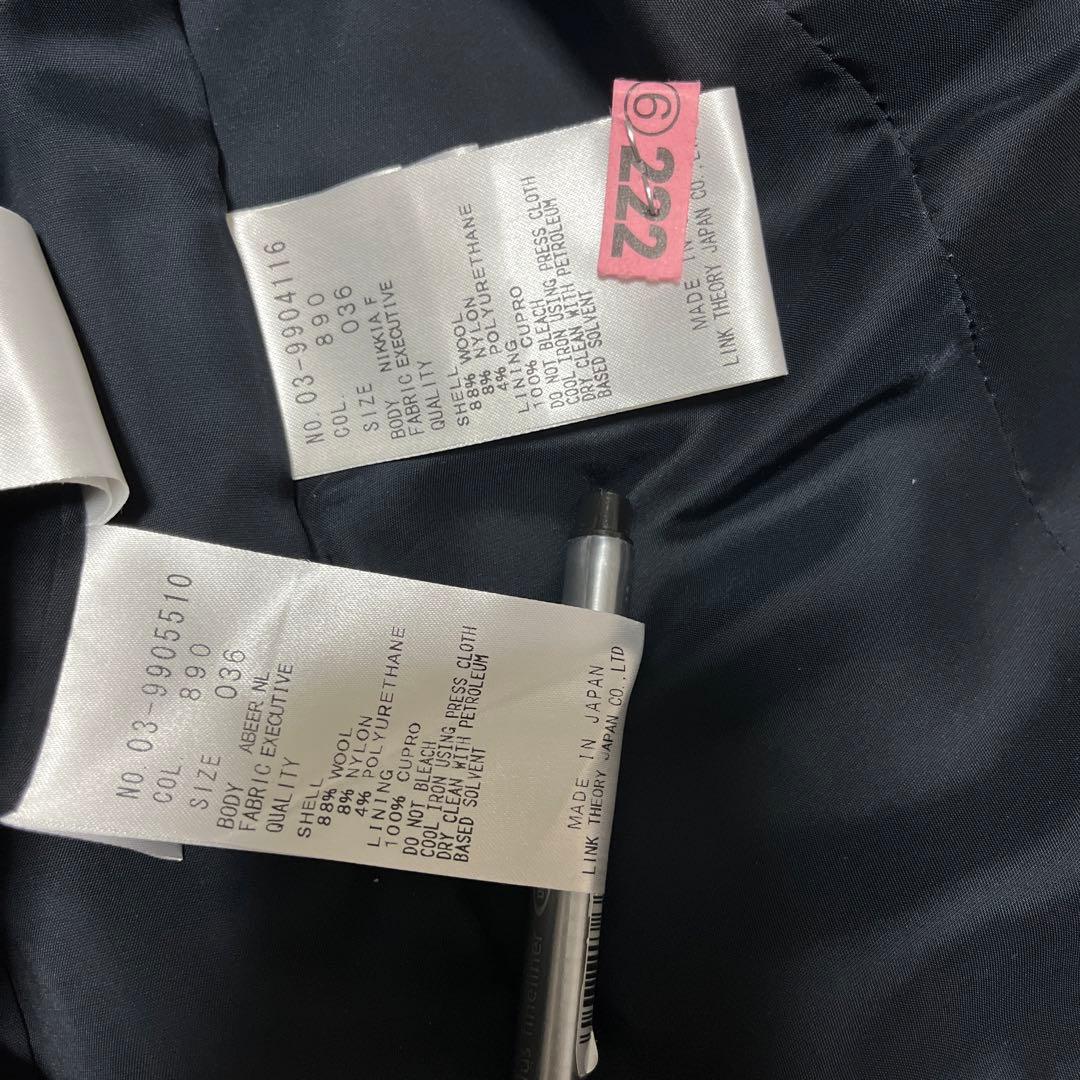 NO. 03-9904116
COL. 890
SIZE 036
BODY NIKKIA F
FABRIC EXECUTIVE
QUALITY
SHELL
88% WOOL
8% NYLON
4% POLYURETHANE
LINING
100% CUPRO
DO NOT BLEACH
COOL IRON USING PRESS CLOTH
DRY CLEAN WITH PETROLEUM
BASED SOLVENT
MADE IN
LINK THEORY JAPAN CO.,
⑥ 222
NO. 03-9905510
COL. 890
SIZE 036
BODY ABEER NL
FABRIC EXECUTIVE
QUALITY
SHELL
88% WOOL
8% NYLON
4% POLYURETHANE
LINING
100% CUPRO
DO NOT BLEACH
COOL IRON USING PRESS CLOTH
DRY CLEAN WITH PETROLEUM
BASED SOLVENT
MADE IN JAPAN
LINK THEORY JAPAN CO., LTD
fineliner